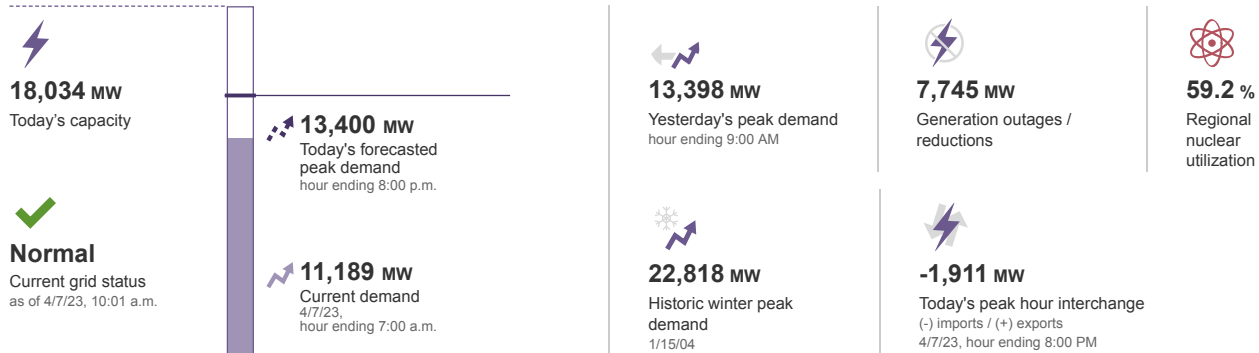 18,034 MW
Today's capacity
Normal
Current grid status
as of 4/7/23, 10:01 a.m.
13,400 MW
Today's forecasted
peak demand
hour ending 8:00 p.m.
11,189 MW
Current demand
4/7/23,
hour ending 7:00 a.m.
13,398 MW
Yesterday's peak demand
hour ending 9:00 AM
7,745 MW
Generation outages /
reductions
59.2 %
Regional
nuclear
utilization
22,818 MW
Historic winter peak
demand
1/15/04
-1,911 MW
Today's peak hour interchange
(-) imports / (+) exports
4/7/23, hour ending 8:00 PM